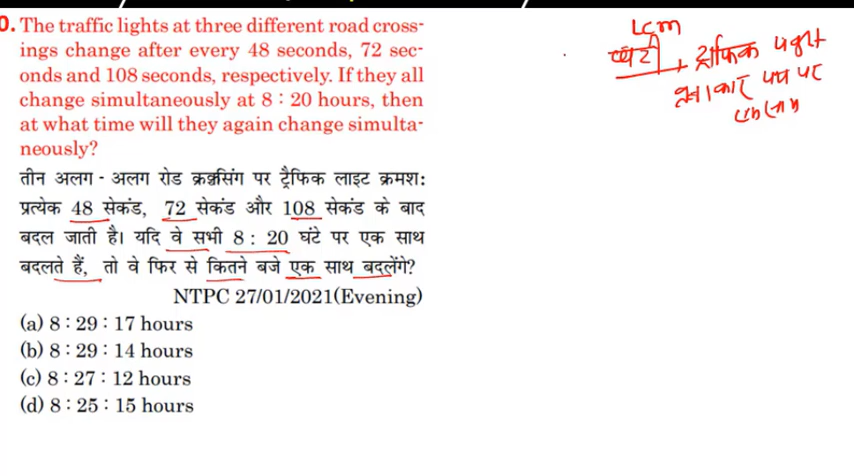 0. The traffic lights at three different road cross-
ings change after every 48 seconds, 72 sec-
onds and 108 seconds, respectively. If they all
change simultaneously at 8 : 20 hours, then
at what time will they again change simulta-
neously?
तीन अलग - अलग रोड क्रॉसिंग पर ट्रैफिक लाइट क्रमश:
प्रत्येक 48 सेकंड, 72 सेकंड और 108 सेकंड के बाद
बदल जाती है। यदि वे सभी 8 : 20 घंटे पर एक साथ
बदलते हैं, तो वे फिर से कितने बजे एक साथ बदलेंगे?
NTPC 27/01/2021(Evening)
(a) 8 : 29 : 17 hours
(b) 8 : 29 : 14 hours
(c) 8 : 27 : 12 hours
(d) 8 : 25 : 15 hours
LCM
घंटी, ट्रैफिक
पथ पर